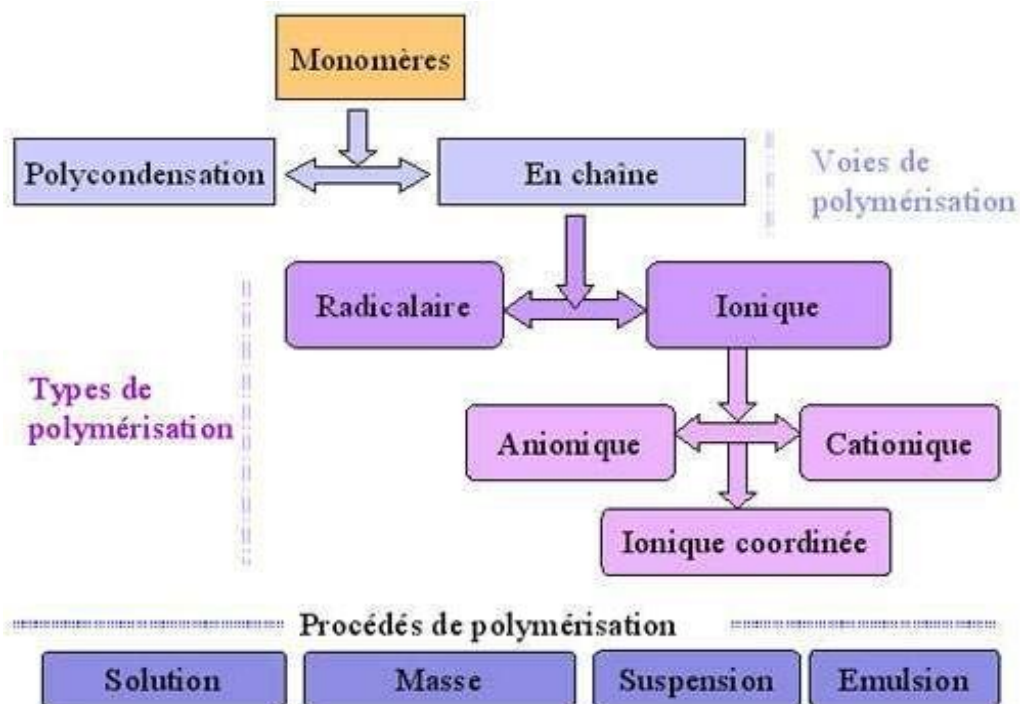 Monomères
Polycondensation
En chaîne
Voies de
polymérisation
Radicalaire
Ionique
Types de
polymérisation
Anionique
Cationique
Ionique coordinée
Procédés de polymérisation
Solution
Masse
Suspension
Emulsion